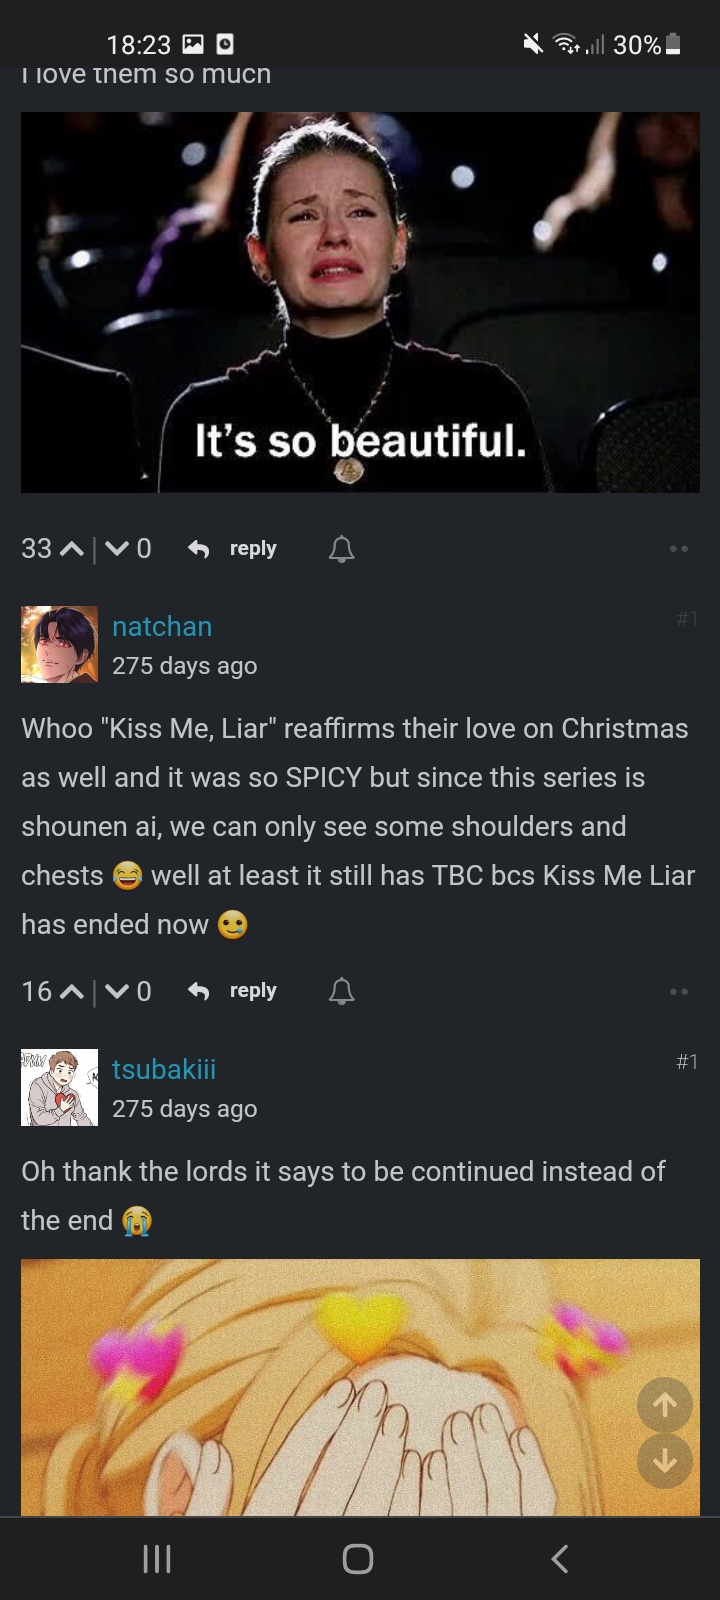 18:23
30%
I love them so much
It's so beautiful.
33 | 0 reply
natchan
#1
275 days ago
Whoo "Kiss Me, Liar" reaffirms their love on Christmas
as well and it was so SPICY but since this series is
shounen ai, we can only see some shoulders and
chests 😂 well at least it still has TBC bcs Kiss Me Liar
has ended now 🥲
16 | 0 reply
tsubakiii
#1
275 days ago
Oh thank the lords it says to be continued instead of
the end 😭